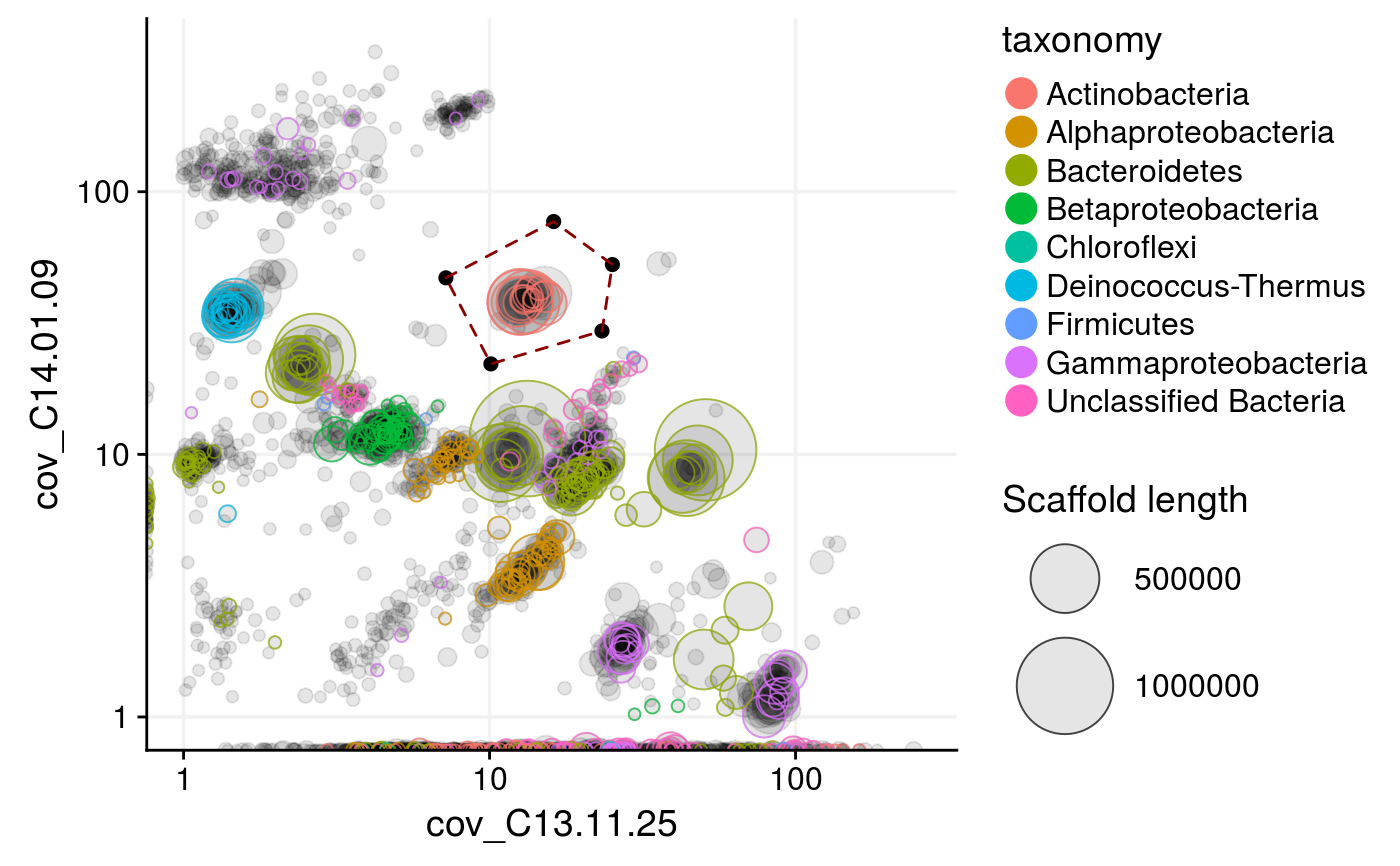 cov_C14.01.09
100
10
1
1
10
100
cov_C13.11.25
taxonomy
Actinobacteria
Alphaproteobacteria
Bacteroidetes
Betaproteobacteria
Chloroflexi
Deinococcus-Thermus
Firmicutes
Gammaproteobacteria
Unclassified Bacteria
Scaffold length
500000
1000000